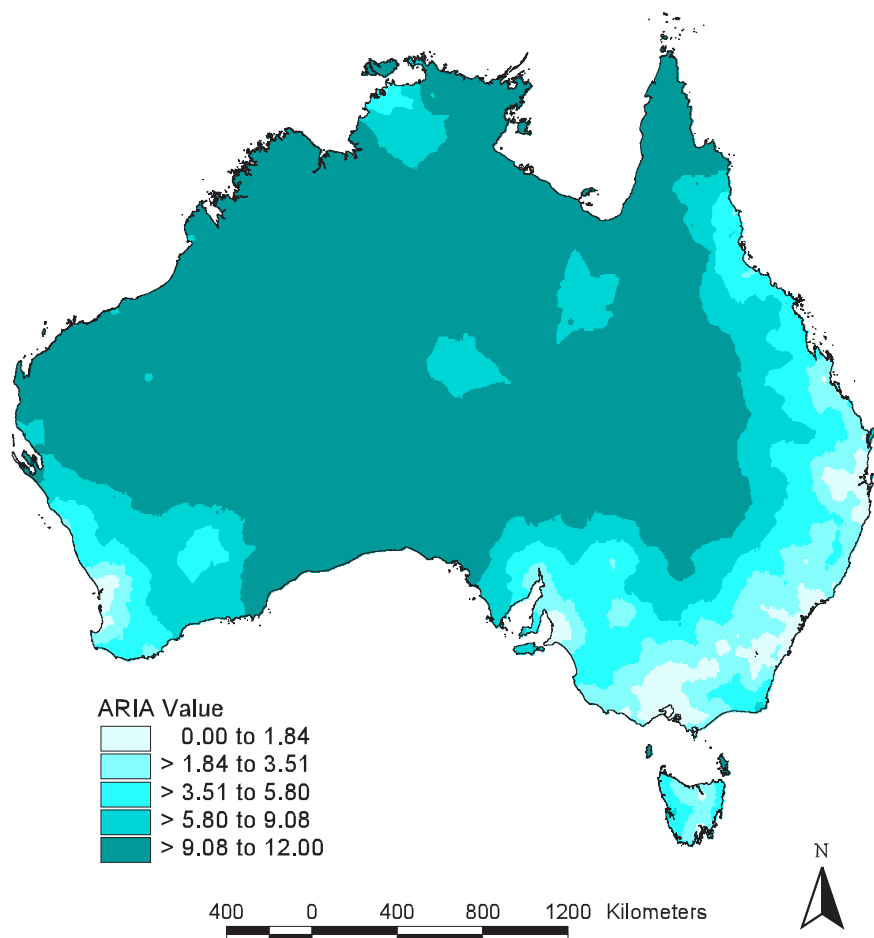 ARIA Value
0.00 to 1.84
> 1.84 to 3.51
> 3.51 to 5.80
> 5.80 to 9.08
> 9.08 to 12.00
N
400 0 400 800 1200 Kilometers